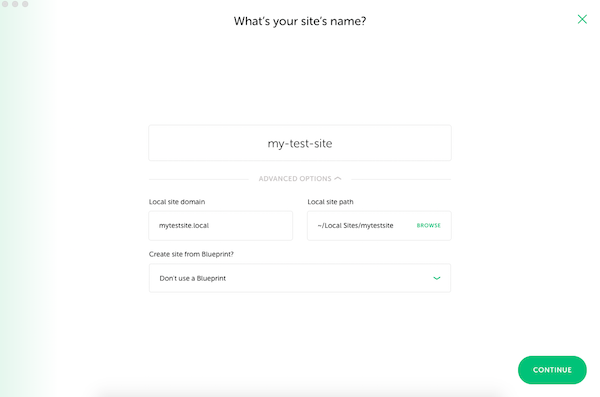 What's your site's name?
my-test-site
ADVANCED OPTIONS
Local site domain
Local site path
mytestsite.local
~/Local Sites/mytestsite
BROWSE
Create site from Blueprint?
Don't use a Blueprint
CONTINUE